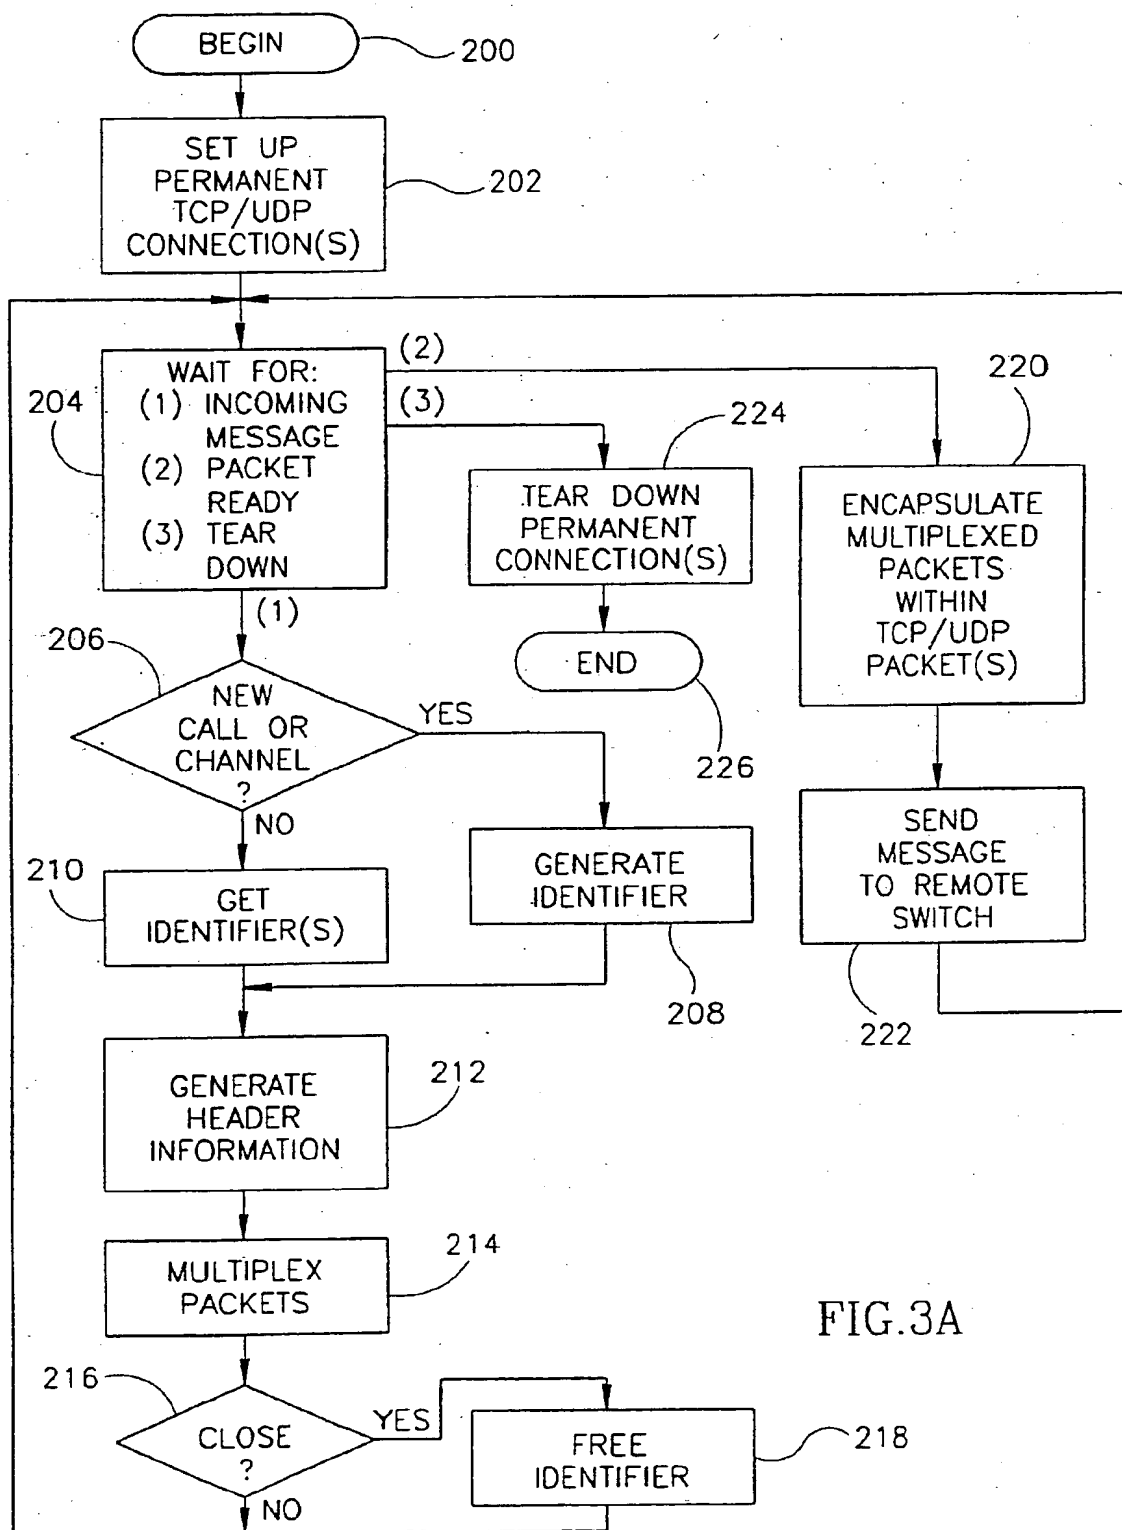 BEGIN
200
SET UP
PERMANENT
TCP/UDP
CONNECTION(S)
202
WAIT FOR:
(1) INCOMING
MESSAGE
(2) PACKET
READY
(3) TEAR
DOWN
204
(2)
(3)
(1)
224
TEAR DOWN
PERMANENT
CONNECTION(S)
END
226
220
ENCAPSULATE
MULTIPLEXED
PACKETS
WITHIN
TCP/UDP
PACKET(S)
SEND
MESSAGE
TO REMOTE
SWITCH
222
206
NEW
CALL OR
CHANNEL
?
YES
NO
GENERATE
IDENTIFIER
208
210
GET
IDENTIFIER(S)
GENERATE
HEADER
INFORMATION
212
MULTIPLEX
PACKETS
214
216
CLOSE
?
YES
NO
FREE
IDENTIFIER
218
FIG.3A